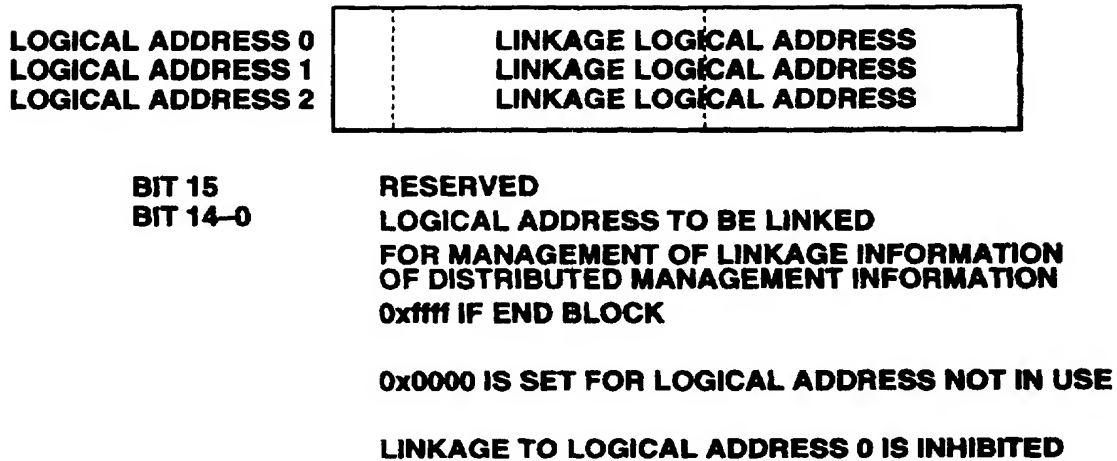 LOGICAL ADDRESS 0 LINKAGE LOGICAL ADDRESS
LOGICAL ADDRESS 1 LINKAGE LOGICAL ADDRESS
LOGICAL ADDRESS 2 LINKAGE LOGICAL ADDRESS
BIT 15 RESERVED
BIT 14–0 LOGICAL ADDRESS TO BE LINKED
FOR MANAGEMENT OF LINKAGE INFORMATION
OF DISTRIBUTED MANAGEMENT INFORMATION
0xffff IF END BLOCK
0x0000 IS SET FOR LOGICAL ADDRESS NOT IN USE
LINKAGE TO LOGICAL ADDRESS 0 IS INHIBITED